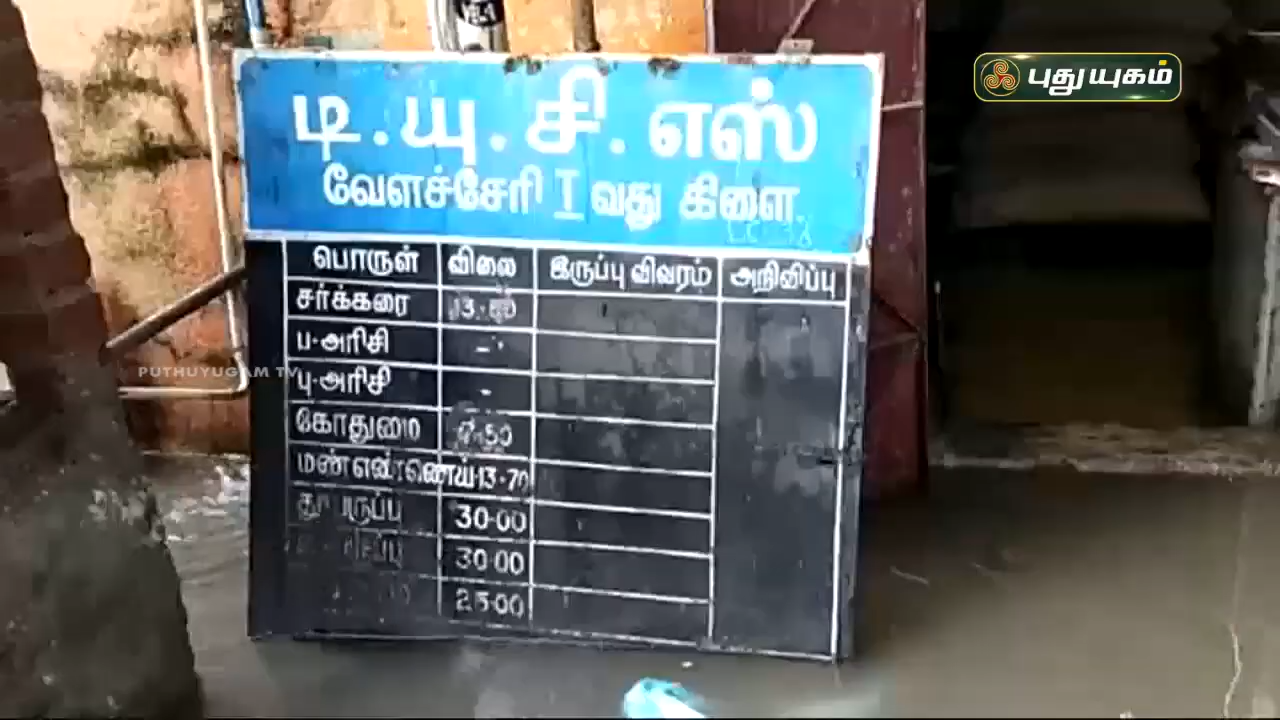 புதுயுகம்
டி.யு.சி.எஸ்
வேளச்சேரி I வது கிளை
பொருள் விலை இருப்பு விவரம் அறிவிப்பு
சர்க்கரை
ப-அரிசி -
பு-அரிசி -
கோதுமை
மண்எண்ணெய் 13-70
30-00
30-00
25-00
PUTHUYUGAM TV